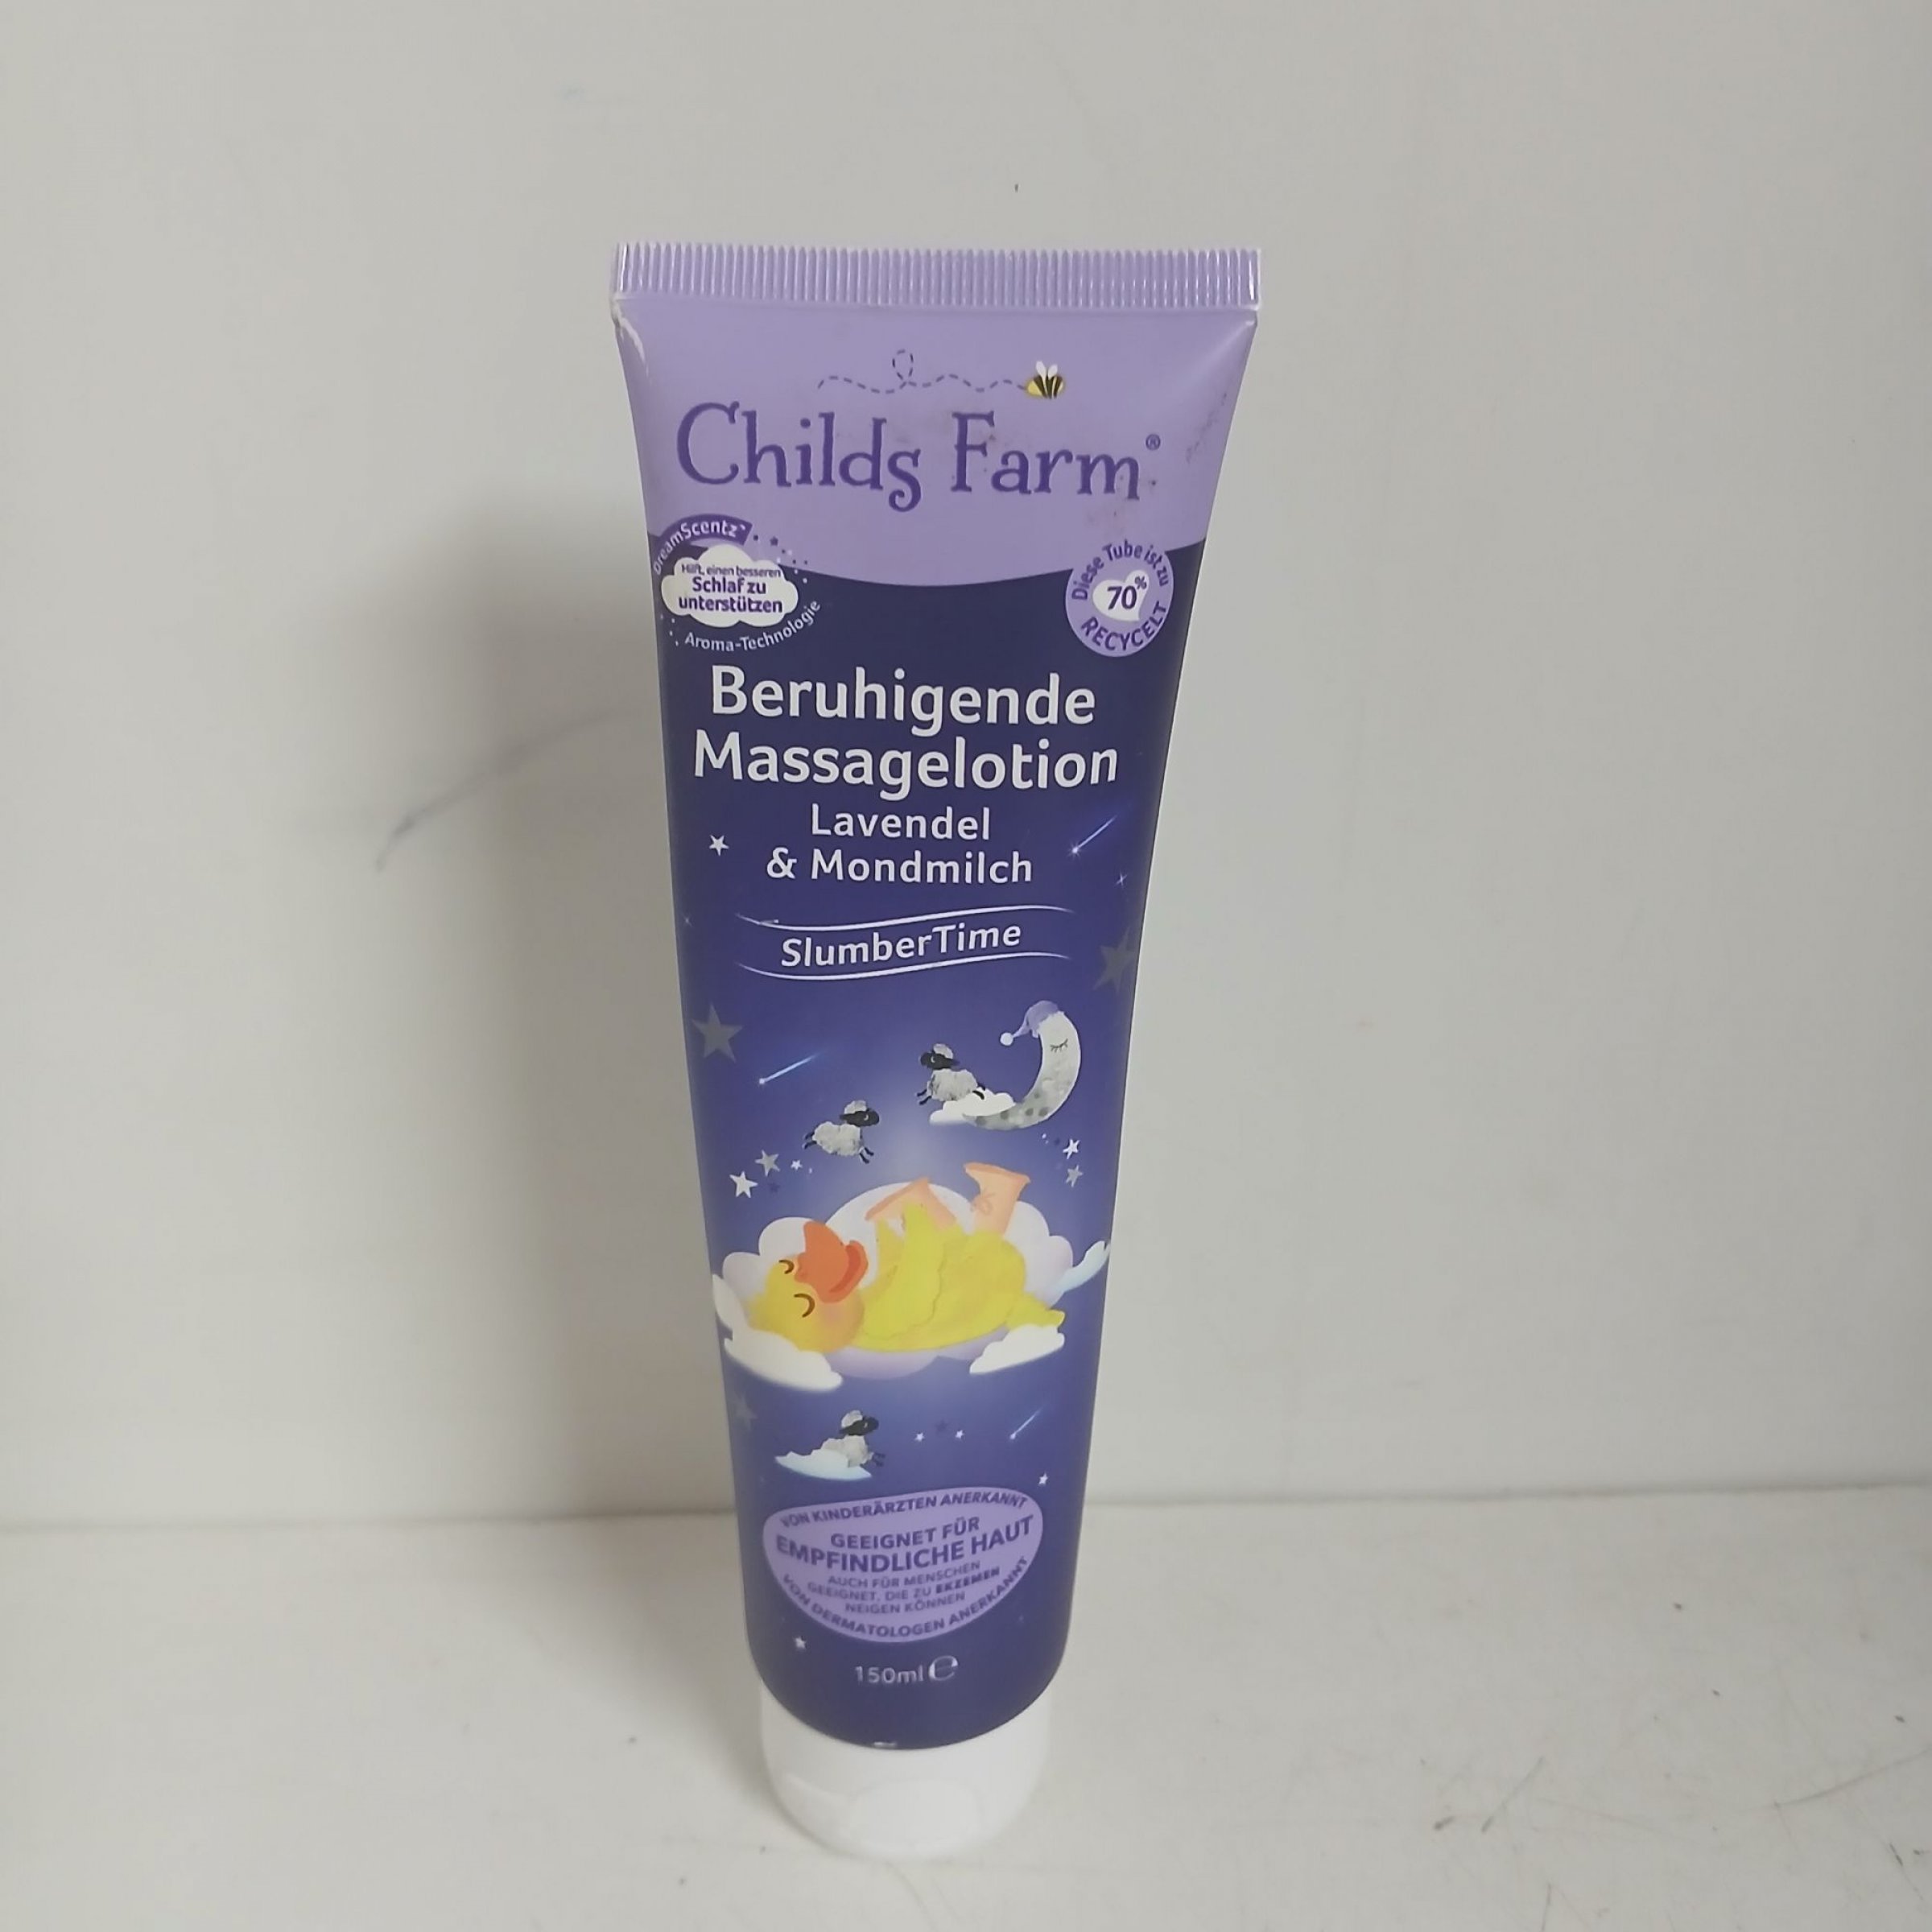 Childs Farm®
DreamScentz™
Hilft, einen besseren
Schlaf zu
unterstützen
Aroma-Technologie
Diese Tube ist zu
70%
RECYCELT
Beruhigende
Massagelotion
Lavendel
& Mondmilch
SlumberTime
VON KINDERÄRZTEN ANERKANNT
GEEIGNET FÜR
EMPFINDLICHE HAUT
AUCH FÜR MENSCHEN
GEEIGNET, DIE ZU EKZEMEN
NEIGEN KÖNNEN
VON DERMATOLOGEN ANERKANNT
150ml e